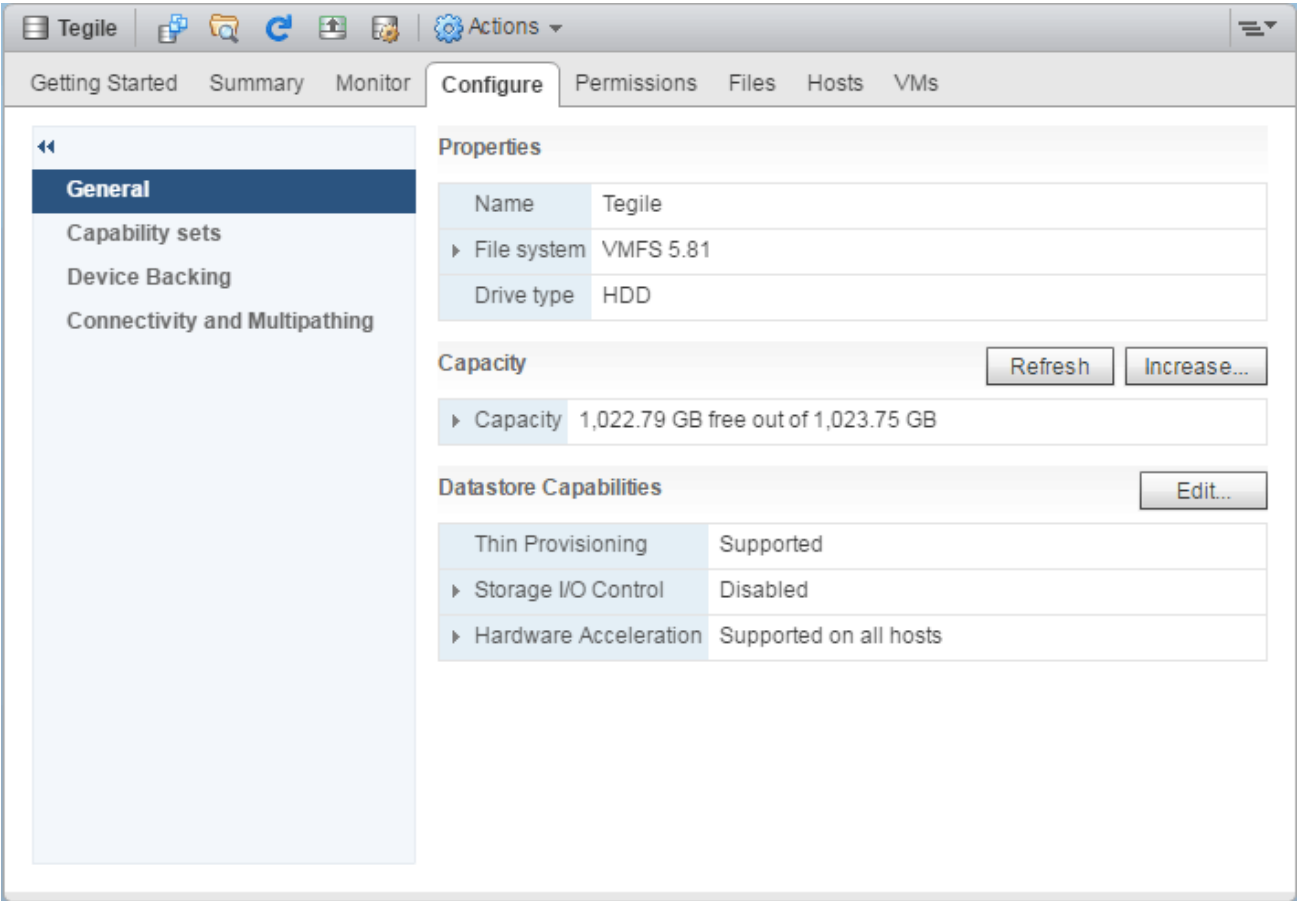 Tegile Actions
Getting Started Summary Monitor Configure Permissions Files Hosts VMs
General
Capability sets
Device Backing
Connectivity and Multipathing
Properties
Name Tegile
File system VMFS 5.81
Drive type HDD
Capacity Refresh Increase...
Capacity 1,022.79 GB free out of 1,023.75 GB
Datastore Capabilities Edit...
Thin Provisioning Supported
Storage I/O Control Disabled
Hardware Acceleration Supported on all hosts